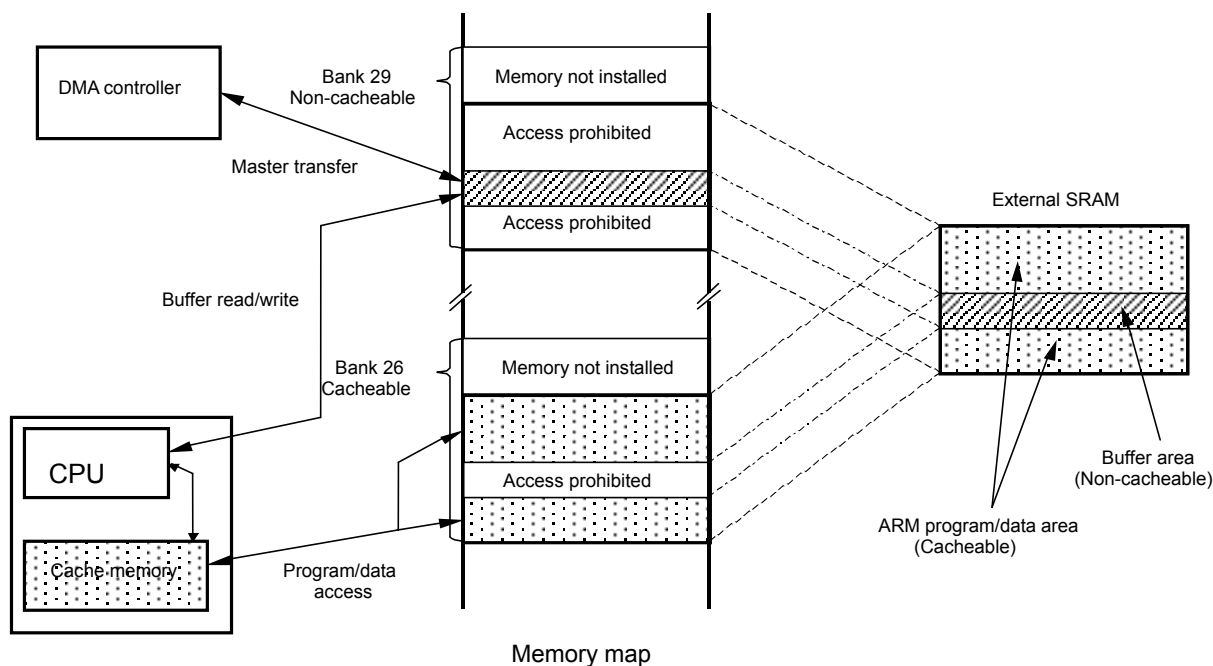 DMA controller
Bank 29
Non-cacheable
Memory not installed
Access prohibited
Master transfer
Access prohibited
External SRAM
Buffer read/write
Bank 26
Cacheable
Memory not installed
CPU
Access prohibited
Buffer area
(Non-cacheable)
ARM program/data area
(Cacheable)
Cache memory
Program/data
access
Memory map